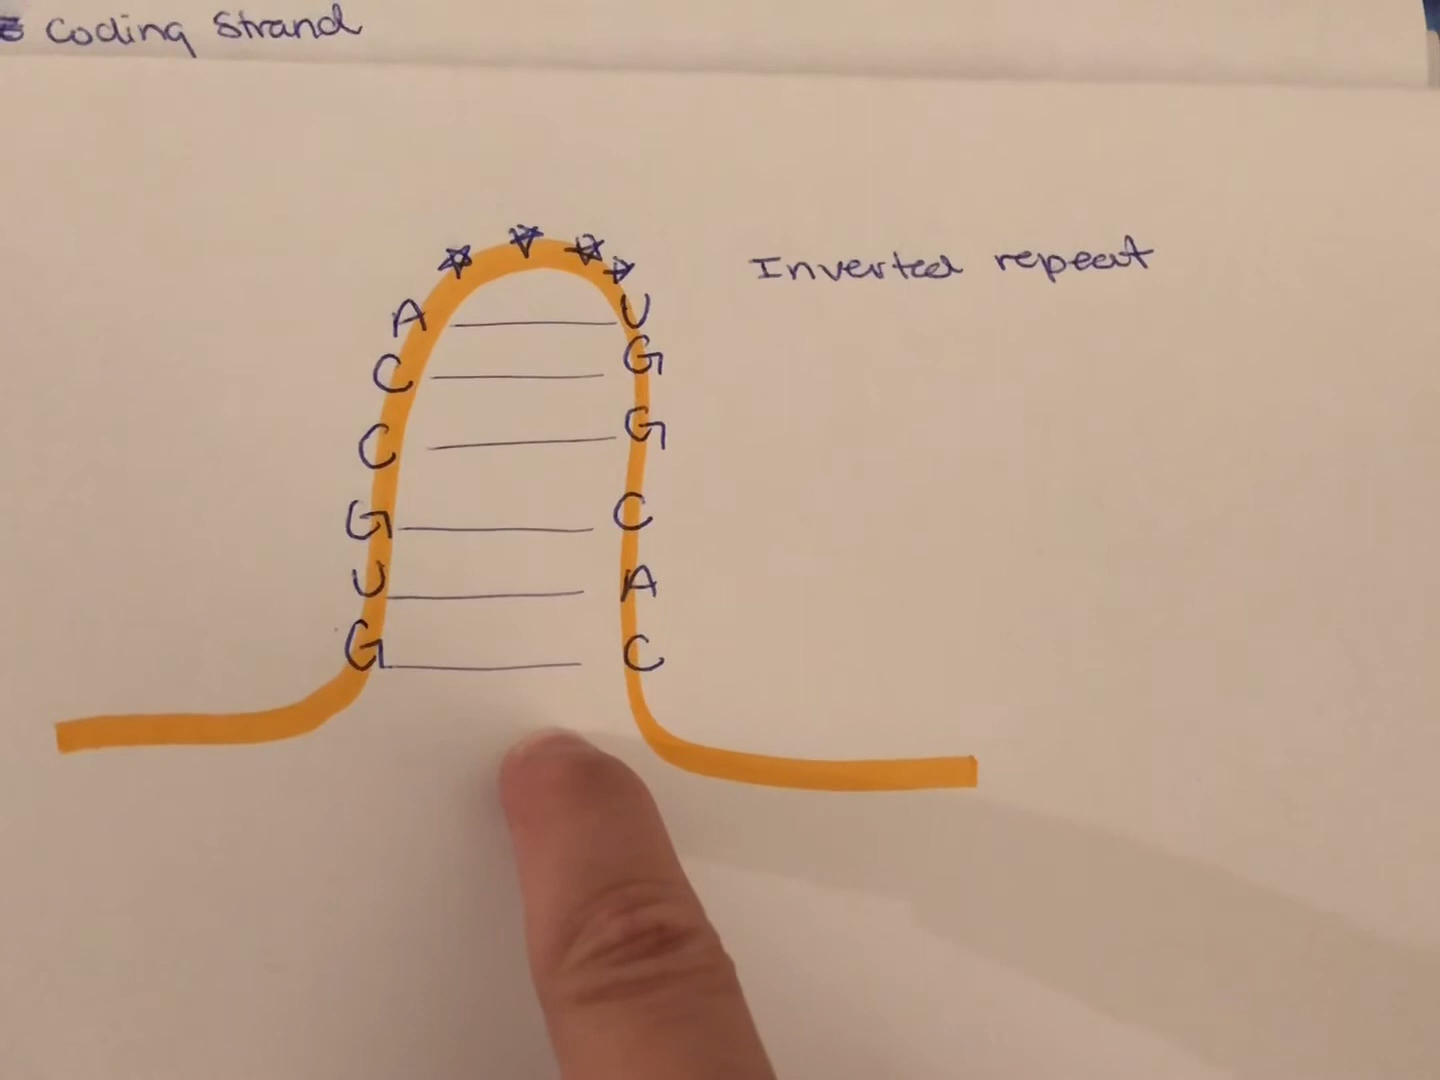 Coding Strand
Inverted repeat
A U
C G
C G
G C
U A
G C